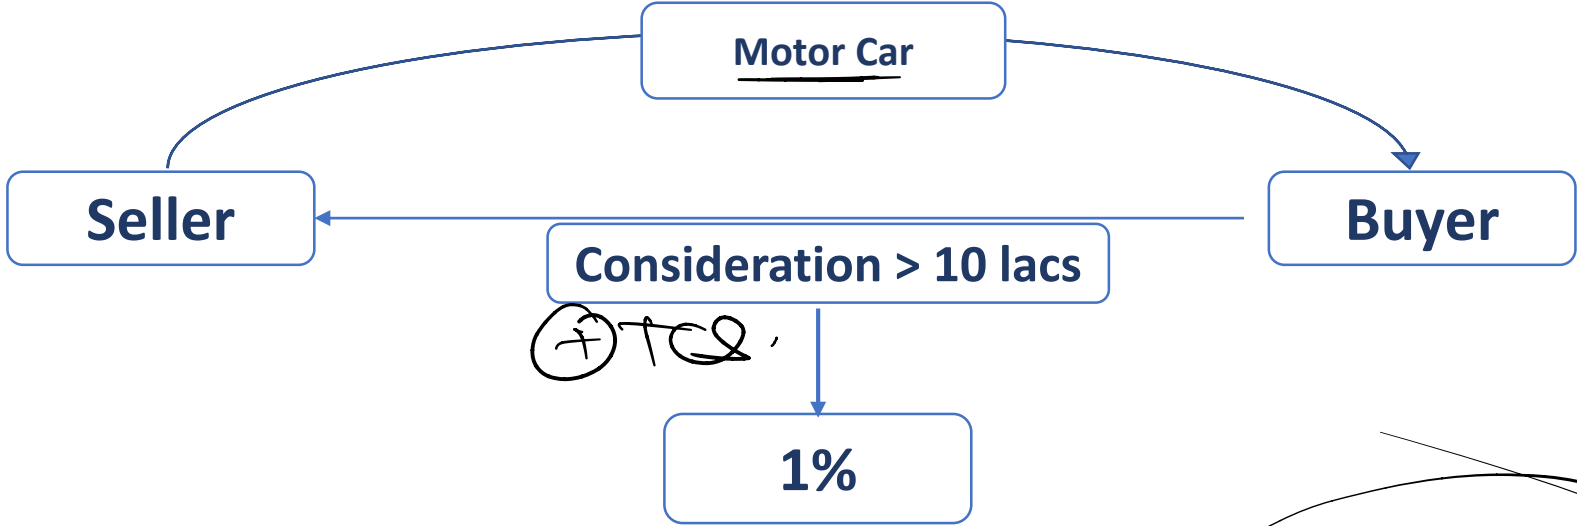 Motor Car
Seller
Buyer
Consideration > 10 lacs
+ TCS.
1%